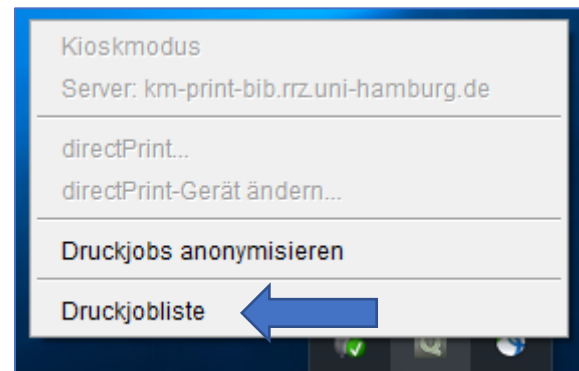 Kioskmodus
Server: km-print-bib.rrz.uni-hamburg.de
directPrint...
directPrint-Gerät ändern...
Druckjobs anonymisieren
Druckjobliste